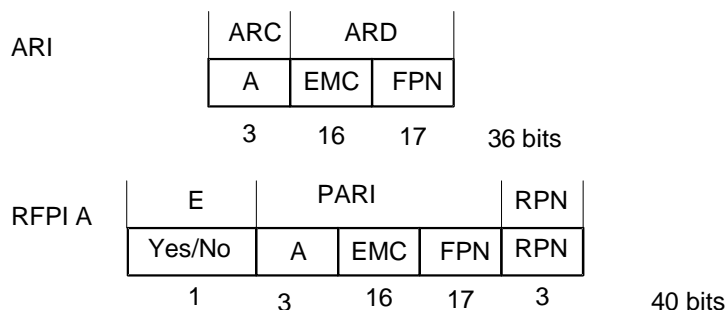 ARC ARD
ARI
A EMC FPN
3 16 17 36 bits
E PARI RPN
RFPI A
Yes/No A EMC FPN RPN
1 3 16 17 3 40 bits